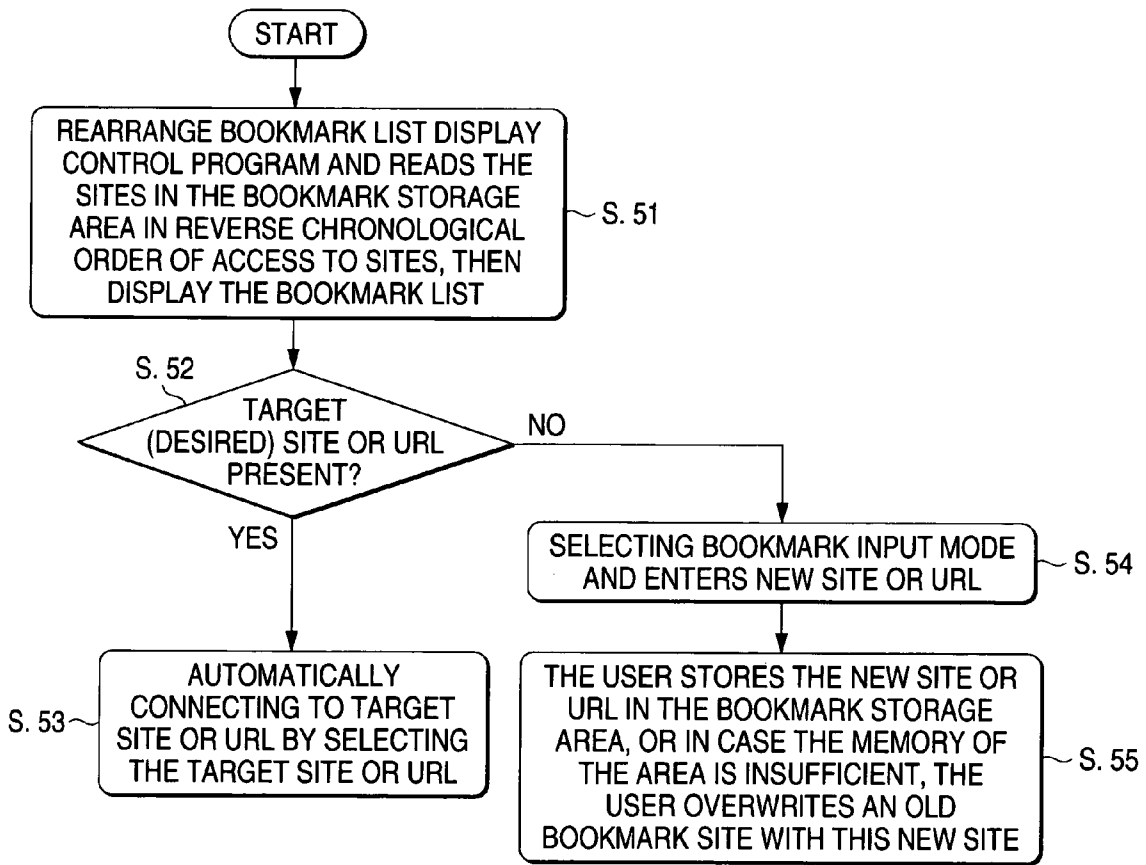 START
REARRANGE BOOKMARK LIST DISPLAY
CONTROL PROGRAM AND READS THE
SITES IN THE BOOKMARK STORAGE
AREA IN REVERSE CHRONOLOGICAL
ORDER OF ACCESS TO SITES, THEN
DISPLAY THE BOOKMARK LIST
S. 51
S. 52
TARGET
(DESIRED) SITE OR URL
PRESENT?
NO
YES
SELECTING BOOKMARK INPUT MODE
AND ENTERS NEW SITE OR URL
S. 54
AUTOMATICALLY
CONNECTING TO TARGET
SITE OR URL BY SELECTING
THE TARGET SITE OR URL
S. 53
THE USER STORES THE NEW SITE OR
URL IN THE BOOKMARK STORAGE
AREA, OR IN CASE THE MEMORY OF
THE AREA IS INSUFFICIENT, THE
USER OVERWRITES AN OLD
BOOKMARK SITE WITH THIS NEW SITE
S. 55